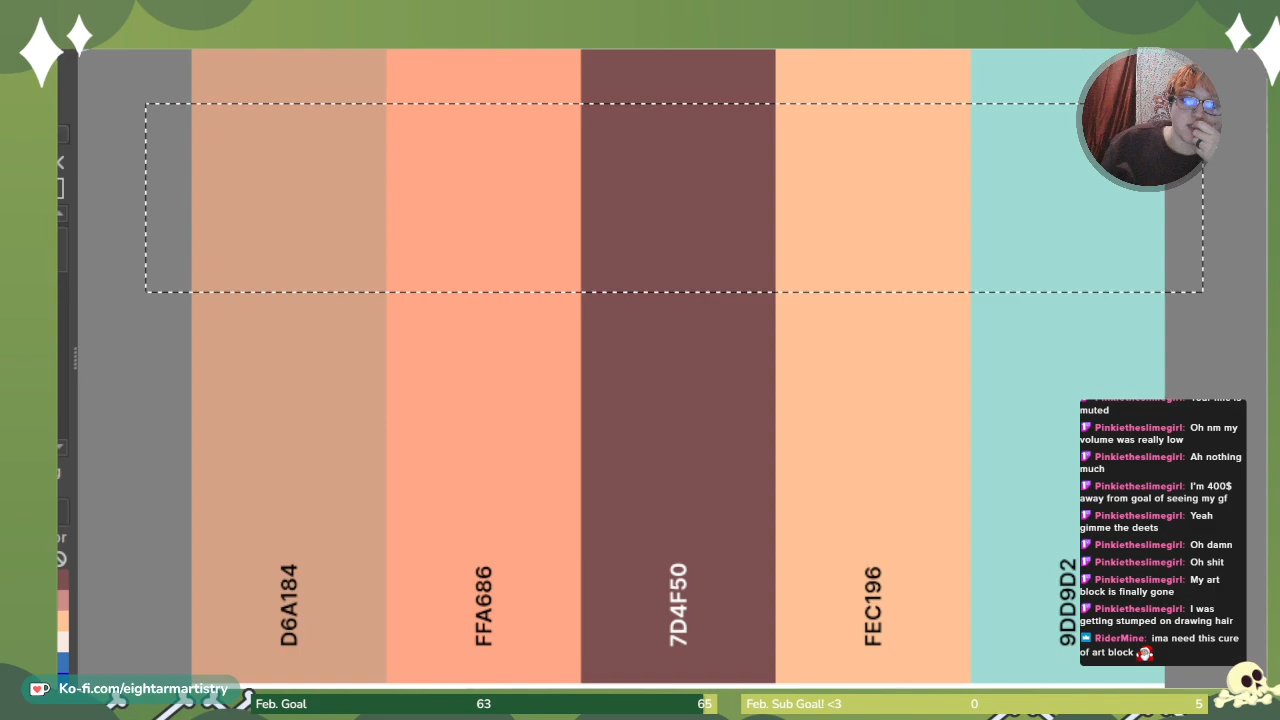 D6A184
FFA686
7D4F50
FEC196
9DD9D2
muted
Pinkietheslimegirl: Oh nm my
volume was really low
Pinkietheslimegirl: Ah nothing
much
Pinkietheslimegirl: I'm 400$
away from goal of seeing my gf
Pinkietheslimegirl: Yeah
gimme the deets
Pinkietheslimegirl: Oh damn
Pinkietheslimegirl: Oh shit
Pinkietheslimegirl: My art
block is finally gone
Pinkietheslimegirl: I was
getting stumped on drawing hair
RiderMine: ima need this cure
of art block
Ko-fi.com/eightarmartistry
Feb. Goal 63 65
Feb. Sub Goal! <3 0 5